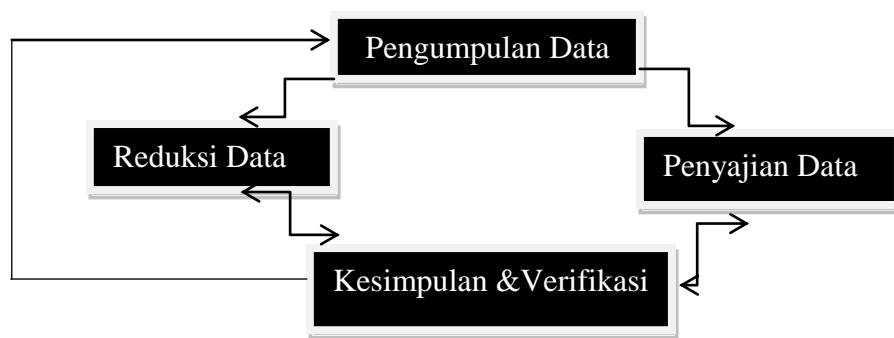 Pengumpulan Data
Reduksi Data
Penyajian Data
Kesimpulan &Verifikasi